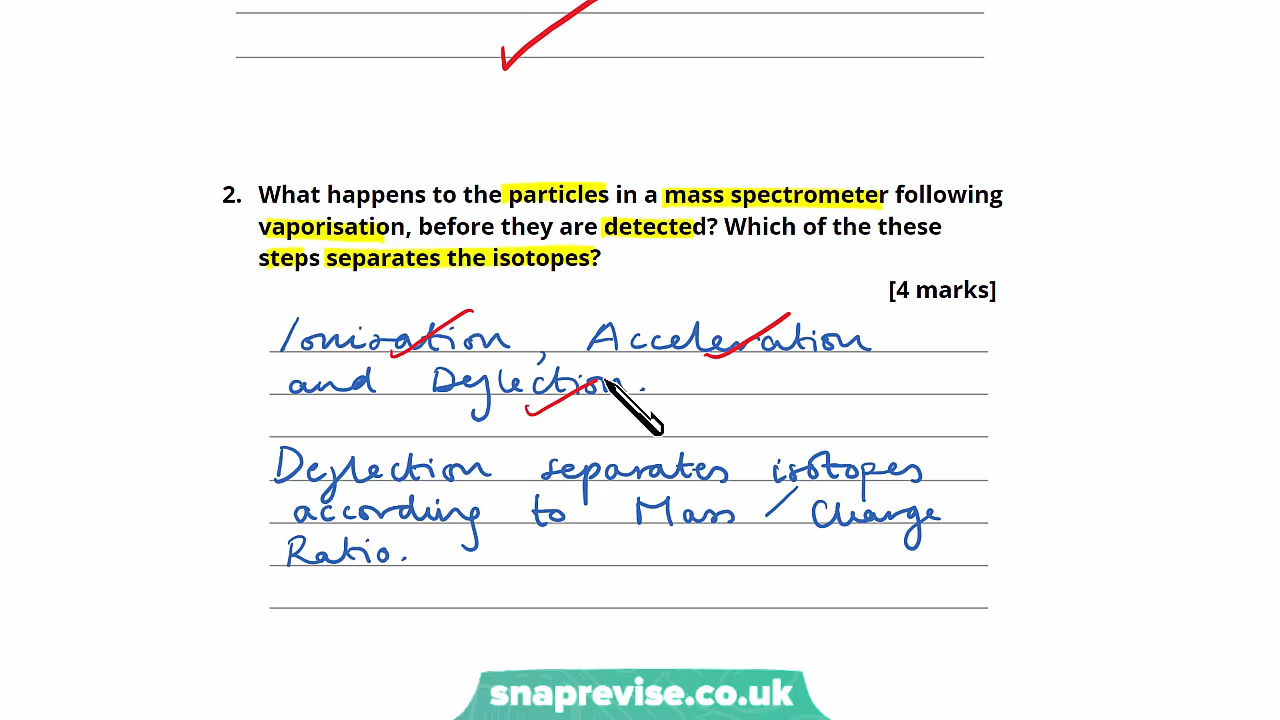 2. What happens to the particles in a mass spectrometer following
vaporisation, before they are detected? Which of the these
steps separates the isotopes?
[4 marks]
Ionisation, Acceleration
and Deflection.
Deflection separates isotopes
according to Mass / Charge
Ratio.
snaprevise.co.uk